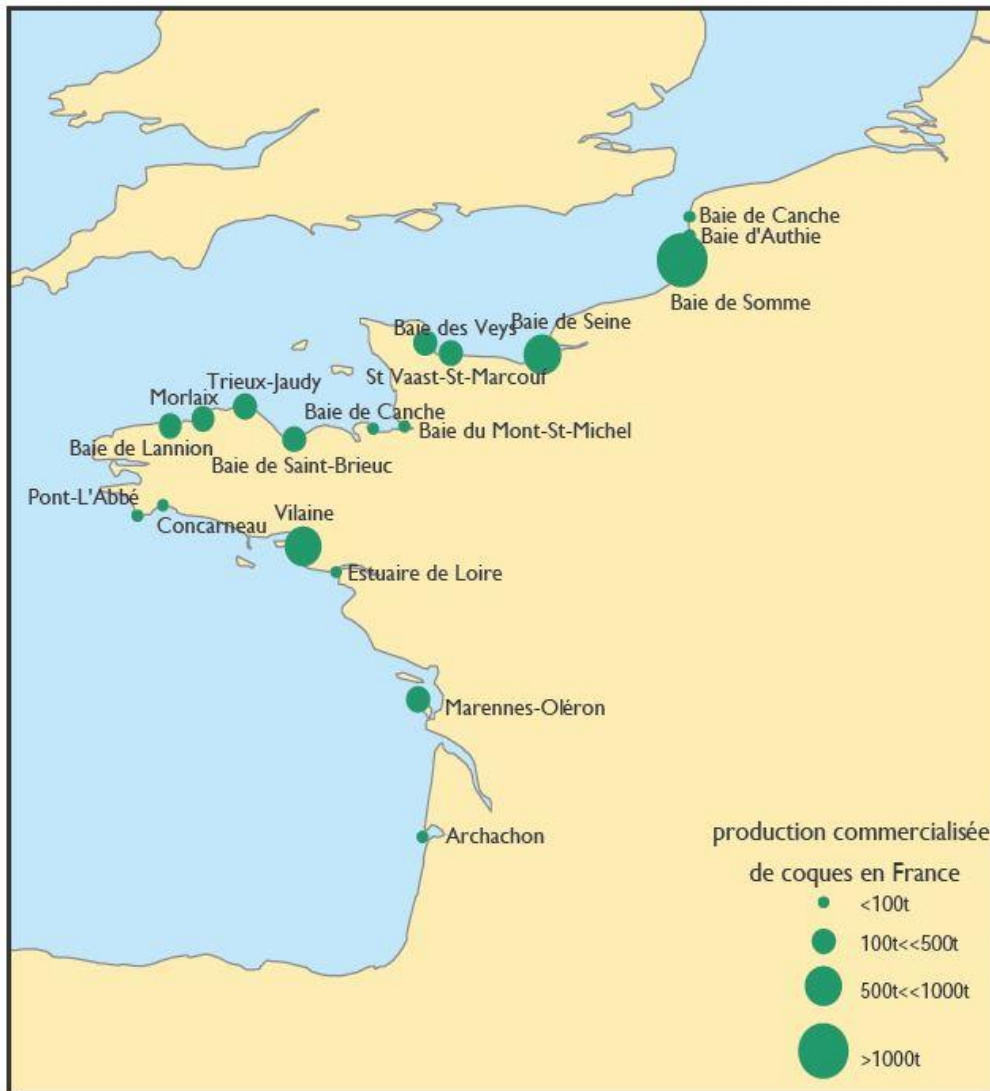 Baie de Canche
Baie d'Authie
Baie de Somme
Baie des Veys
Baie de Seine
St Vaast-St-Marcouf
Trieux-Jaudy
Morlaix
Baie de Canche
Baie du Mont-St-Michel
Baie de Lannion
Baie de Saint-Brieuc
Pont-L'Abbé
Concarneau
Vilaine
Estuaire de Loire
Marennes-Oléron
Archachon
production commercialisée
de coques en France
<100t
100t<<500t
500t<<1000t
>1000t